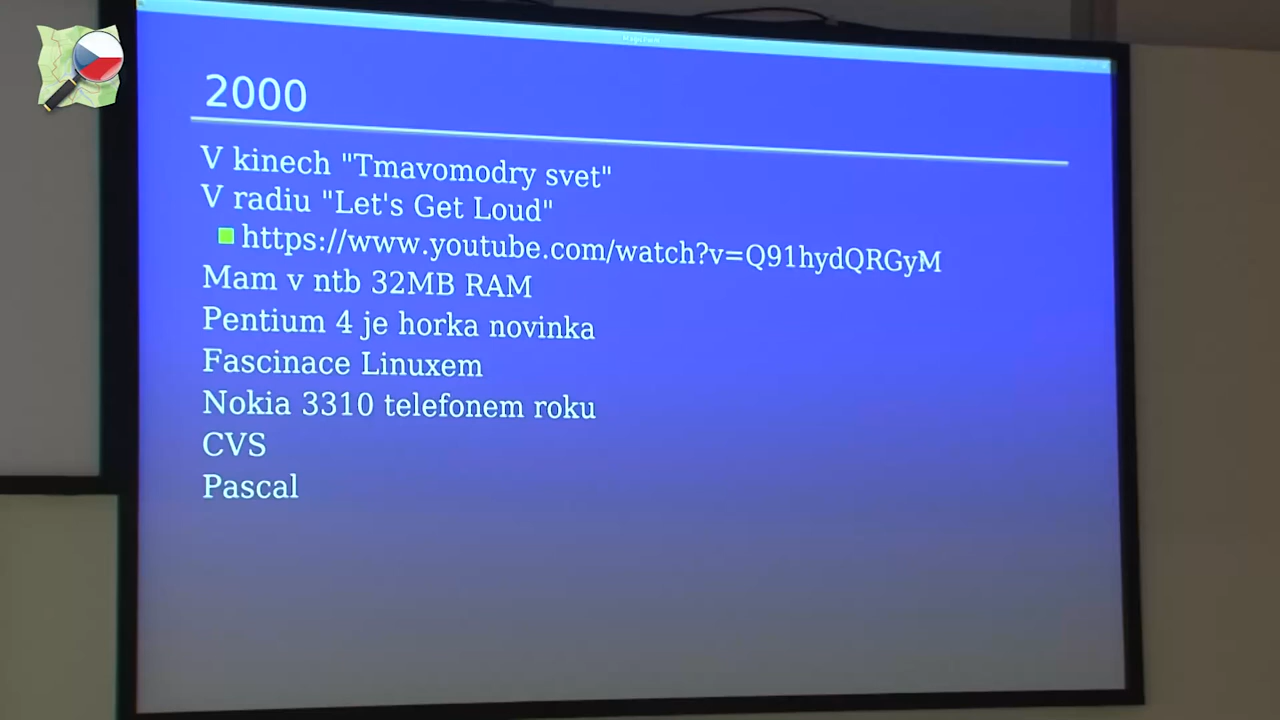 2000
V kinech "Tmavomodry svet"
V radiu "Let's Get Loud"
https://www.youtube.com/watch?v=Q91hydQRGyM
Mam v ntb 32MB RAM
Pentium 4 je horka novinka
Fascinace Linuxem
Nokia 3310 telefonem roku
CVS
Pascal